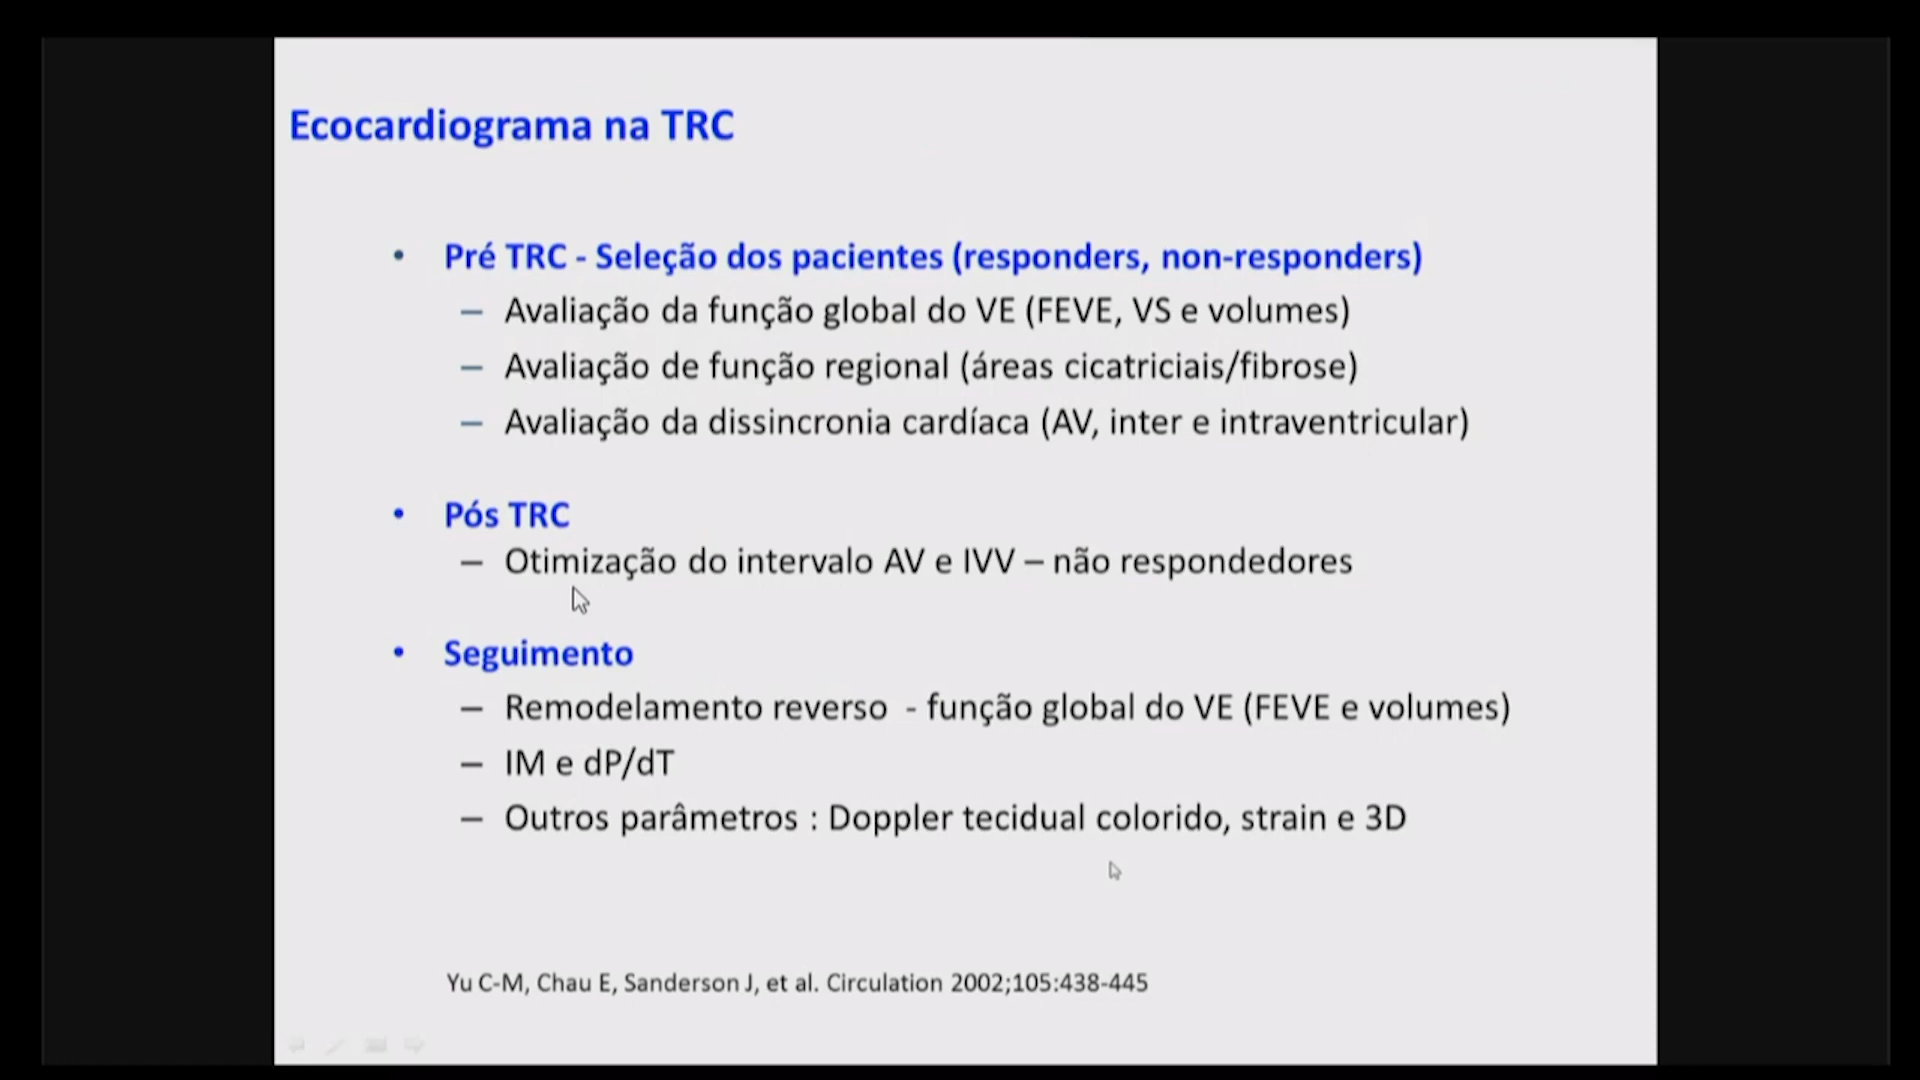 Ecocardiograma na TRC
• Pré TRC - Seleção dos pacientes (responders, non-responders)
– Avaliação da função global do VE (FEVE, VS e volumes)
– Avaliação de função regional (áreas cicatriciais/fibrose)
– Avaliação da dissincronia cardíaca (AV, inter e intraventricular)
• Pós TRC
– Otimização do intervalo AV e IVV – não respondedores
• Seguimento
– Remodelamento reverso - função global do VE (FEVE e volumes)
– IM e dP/dT
– Outros parâmetros : Doppler tecidual colorido, strain e 3D
Yu C-M, Chau E, Sanderson J, et al. Circulation 2002;105:438-445